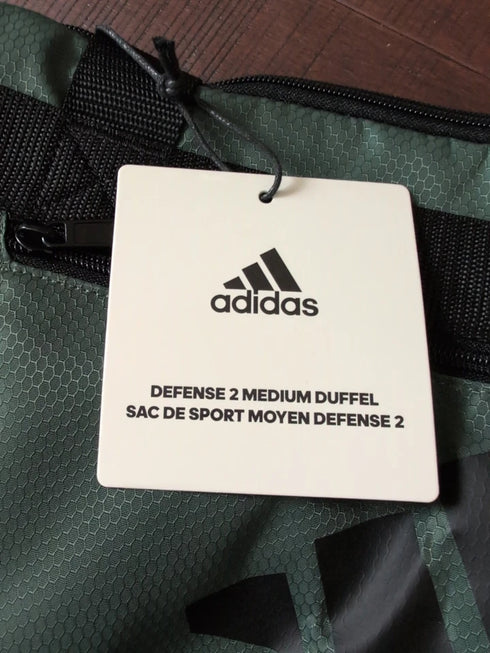 adidas
DEFENSE 2 MEDIUM DUFFEL
SAC DE SPORT MOYEN DEFENSE 2